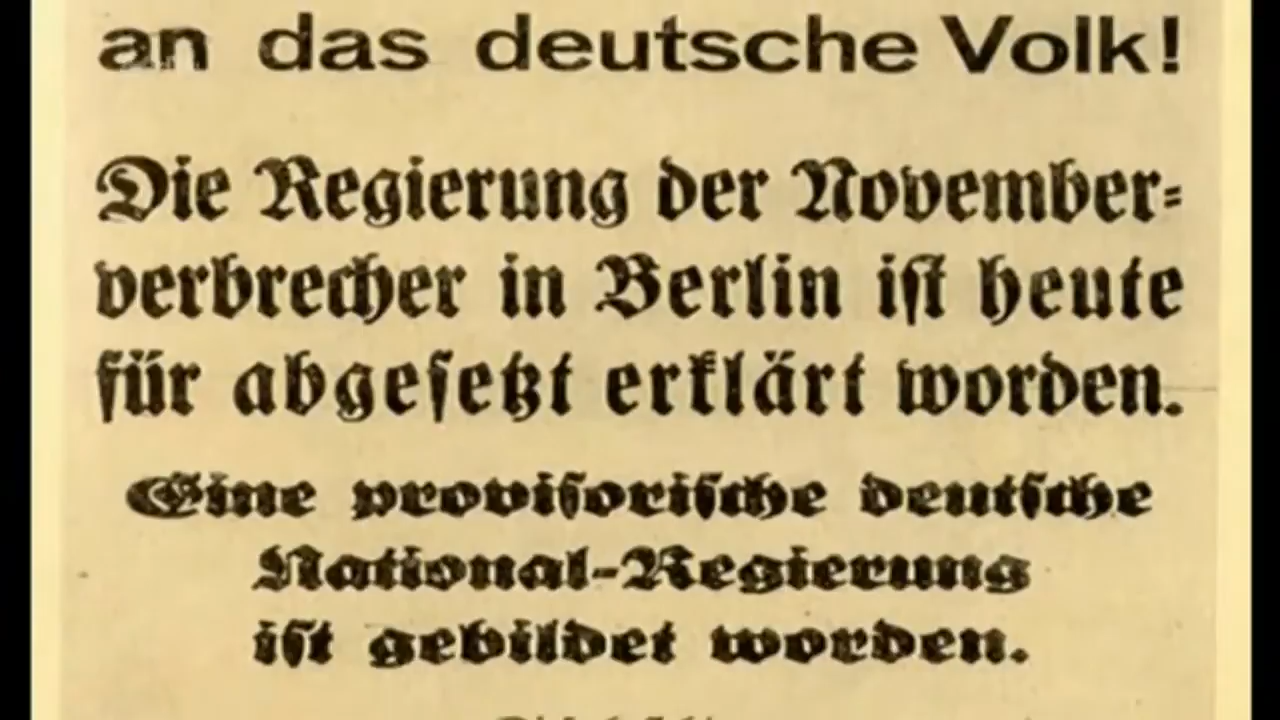 an das deutsche Volk!
Die Regierung der November-
verbrecher in Berlin ist heute
für abgesetzt erklärt worden.
Eine provisorische deutsche
National-Regierung
ist gebildet worden.